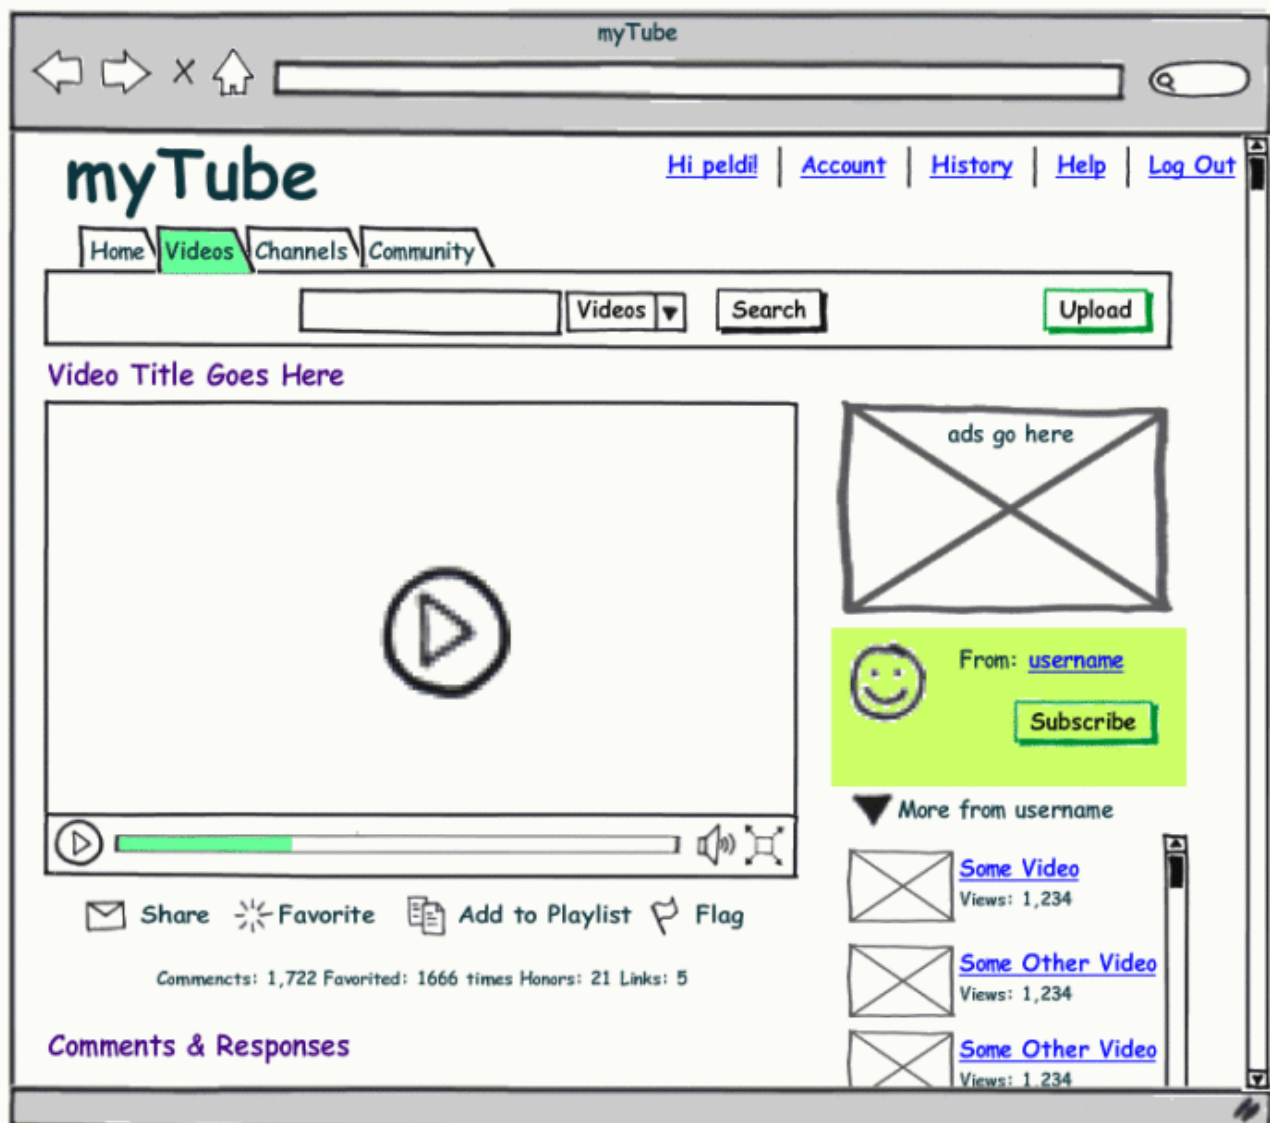 myTube
myTube
Hi peldi! Account History Help Log Out
Home Videos Channels Community
Videos Search Upload
Video Title Goes Here
ads go here
From: username
Subscribe
More from username
Some Video
Views: 1,234
Some Other Video
Views: 1,234
Some Other Video
Views: 1,234
Share Favorite Add to Playlist Flag
Commencts: 1,722 Favorited: 1666 times Honors: 21 Links: 5
Comments & Responses